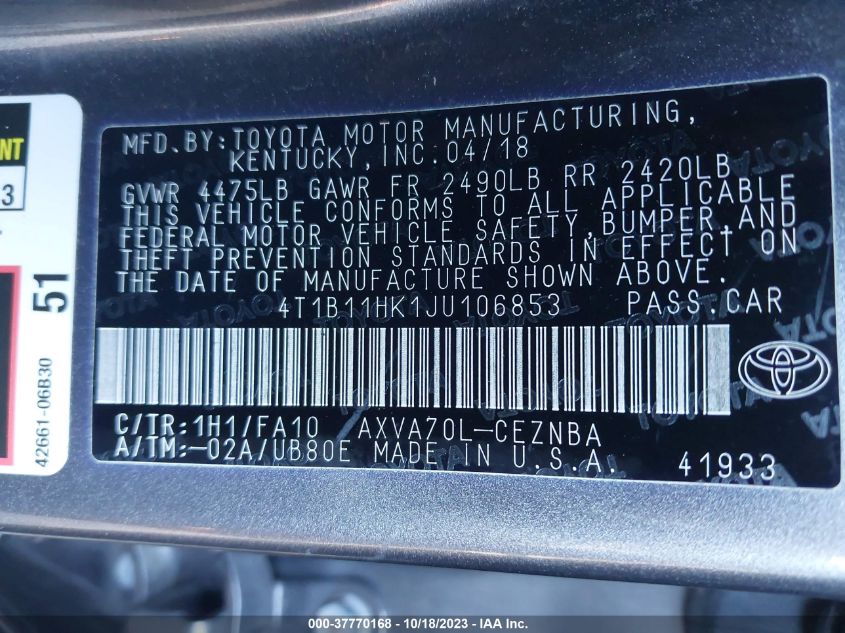 MFD. BY: TOYOTA MOTOR MANUFACTURING,
KENTUCKY, INC. 04/18
GVWR 4475LB GAWR FR 2490LB RR 2420LB
THIS VEHICLE CONFORMS TO ALL APPLICABLE
FEDERAL MOTOR VEHICLE SAFETY, BUMPER, AND
THEFT PREVENTION STANDARDS IN EFFECT ON
THE DATE OF MANUFACTURE SHOWN ABOVE.
4T1B11HK1JU106853 PASS.CAR
C/TR:1H1/FA10 AXVA70L-CEZNBA
A/TM:-02A/UB80E MADE IN U.S.A. 41933
51
42661-06B30
000-37770168 - 10/18/2023 - © IAA, Inc.